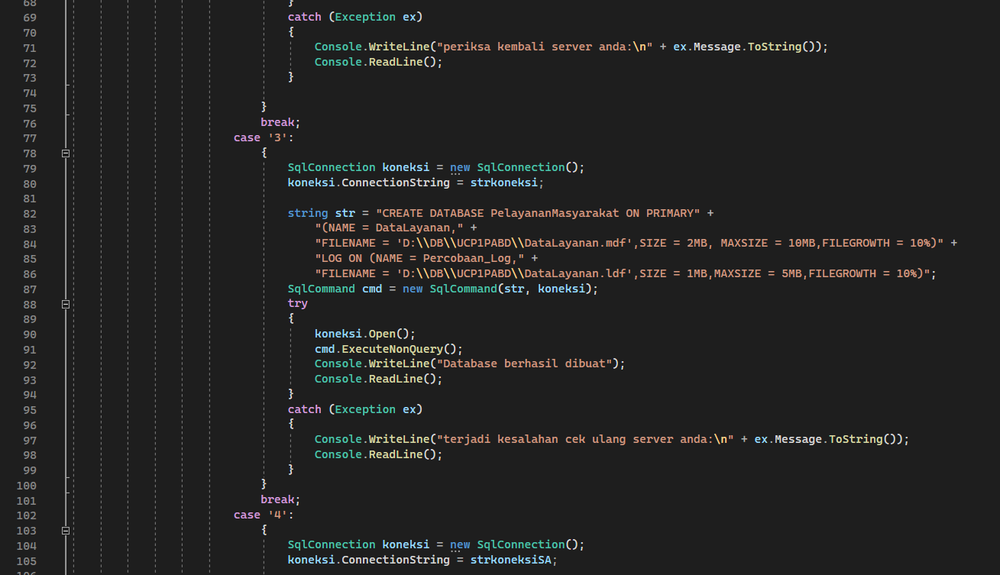 68 }
69 catch (Exception ex)
70 {
71 Console.WriteLine("periksa kembali server anda:\n" + ex.Message.ToString());
72 Console.ReadLine();
73 }
74
75 }
76 break;
77 case '3':
78 {
79 SqlConnection koneksi = new SqlConnection();
80 koneksi.ConnectionString = strkoneksi;
81
82 string str = "CREATE DATABASE PelayananMasyarakat ON PRIMARY" +
83 "(NAME = DataLayanan," +
84 "FILENAME = 'D:\\DB\\UCP1PABD\\DataLayanan.mdf',SIZE = 2MB, MAXSIZE = 10MB,FILEGROWTH = 10%)" +
85 "LOG ON (NAME = Percobaan_Log," +
86 "FILENAME = 'D:\\DB\\UCP1PABD\\DataLayanan.ldf',SIZE = 1MB,MAXSIZE = 5MB,FILEGROWTH = 10%)";
87 SqlCommand cmd = new SqlCommand(str, koneksi);
88 try
89 {
90 koneksi.Open();
91 cmd.ExecuteNonQuery();
92 Console.WriteLine("Database berhasil dibuat");
93 Console.ReadLine();
94 }
95 catch (Exception ex)
96 {
97 Console.WriteLine("terjadi kesalahan cek ulang server anda:\n" + ex.Message.ToString());
98 Console.ReadLine();
99 }
100 }
101 break;
102 case '4':
103 {
104 SqlConnection koneksi = new SqlConnection();
105 koneksi.ConnectionString = strkoneksiSA;
106